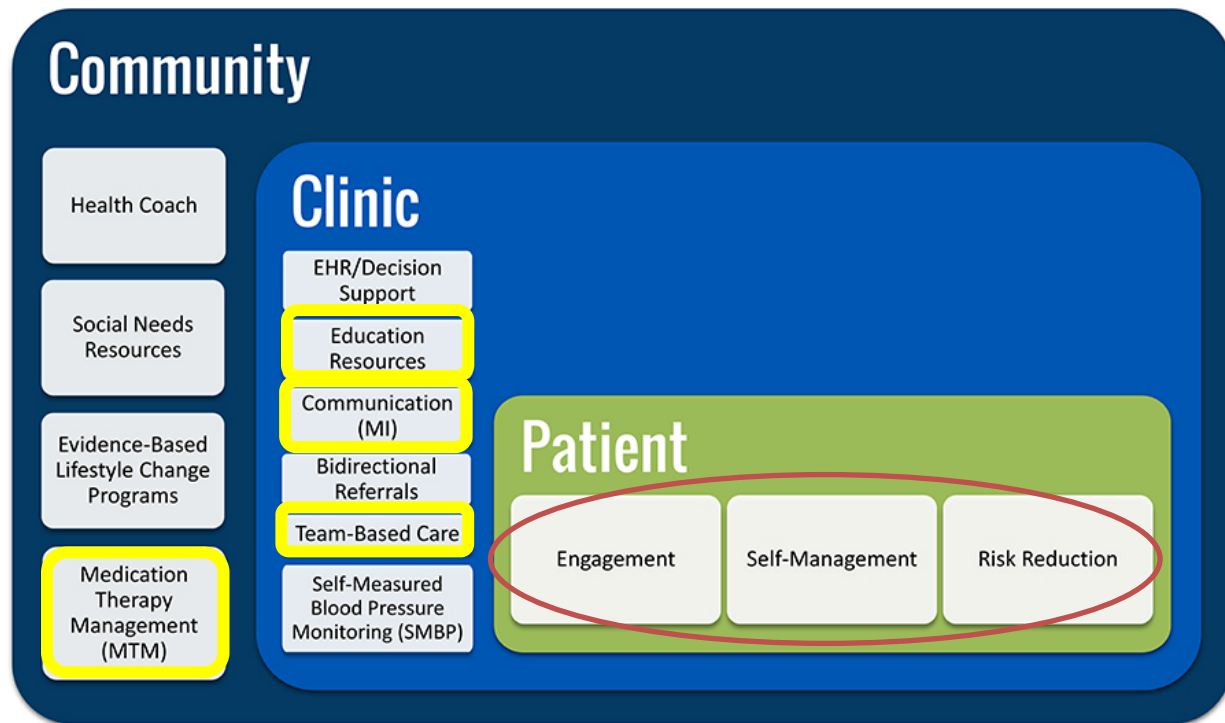 Community
Health Coach
Social Needs
Resources
Evidence-Based
Lifestyle Change
Programs
Medication
Therapy
Management
(MTM)
Clinic
EHR/Decision
Support
Education
Resources
Communication
(MI)
Bidirectional
Referrals
Team-Based Care
Self-Measured
Blood Pressure
Monitoring (SMBP)
Patient
Engagement
Self-Management
Risk Reduction